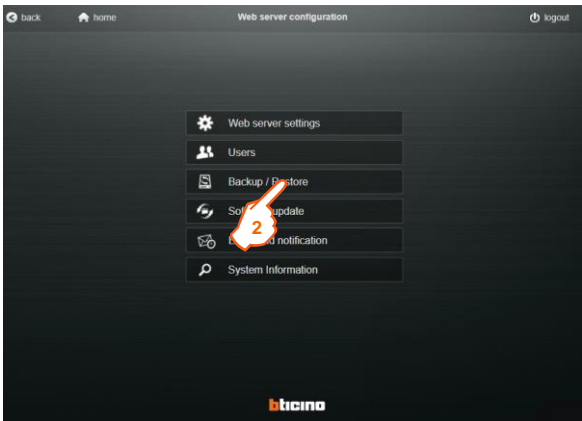 back
home
Web server configuration
logout
Web server settings
Users
Backup / Restore
update
2
notification
System Information
bticino